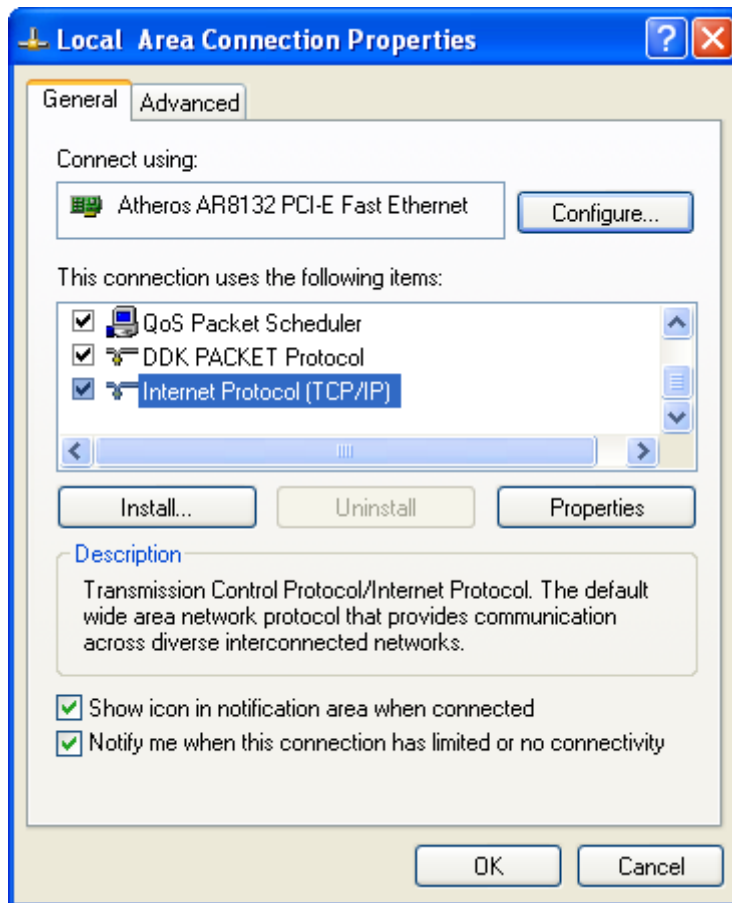 Local Area Connection Properties
General
Advanced
Connect using:
Atheros AR8132 PCI-E Fast Ethernet
Configure...
This connection uses the following items:
QoS Packet Scheduler
DDK PACKET Protocol
Internet Protocol (TCP/IP)
Install...
Uninstall
Properties
Description
Transmission Control Protocol/Internet Protocol. The default
wide area network protocol that provides communication
across diverse interconnected networks.
Show icon in notification area when connected
Notify me when this connection has limited or no connectivity
OK
Cancel